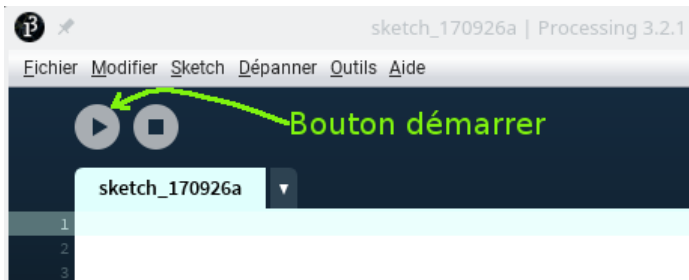 sketch_170926a | Processing 3.2.1
Fichier Modifier Sketch Dépanner Outils Aide
Bouton démarrer
sketch_170926a
1
2
3